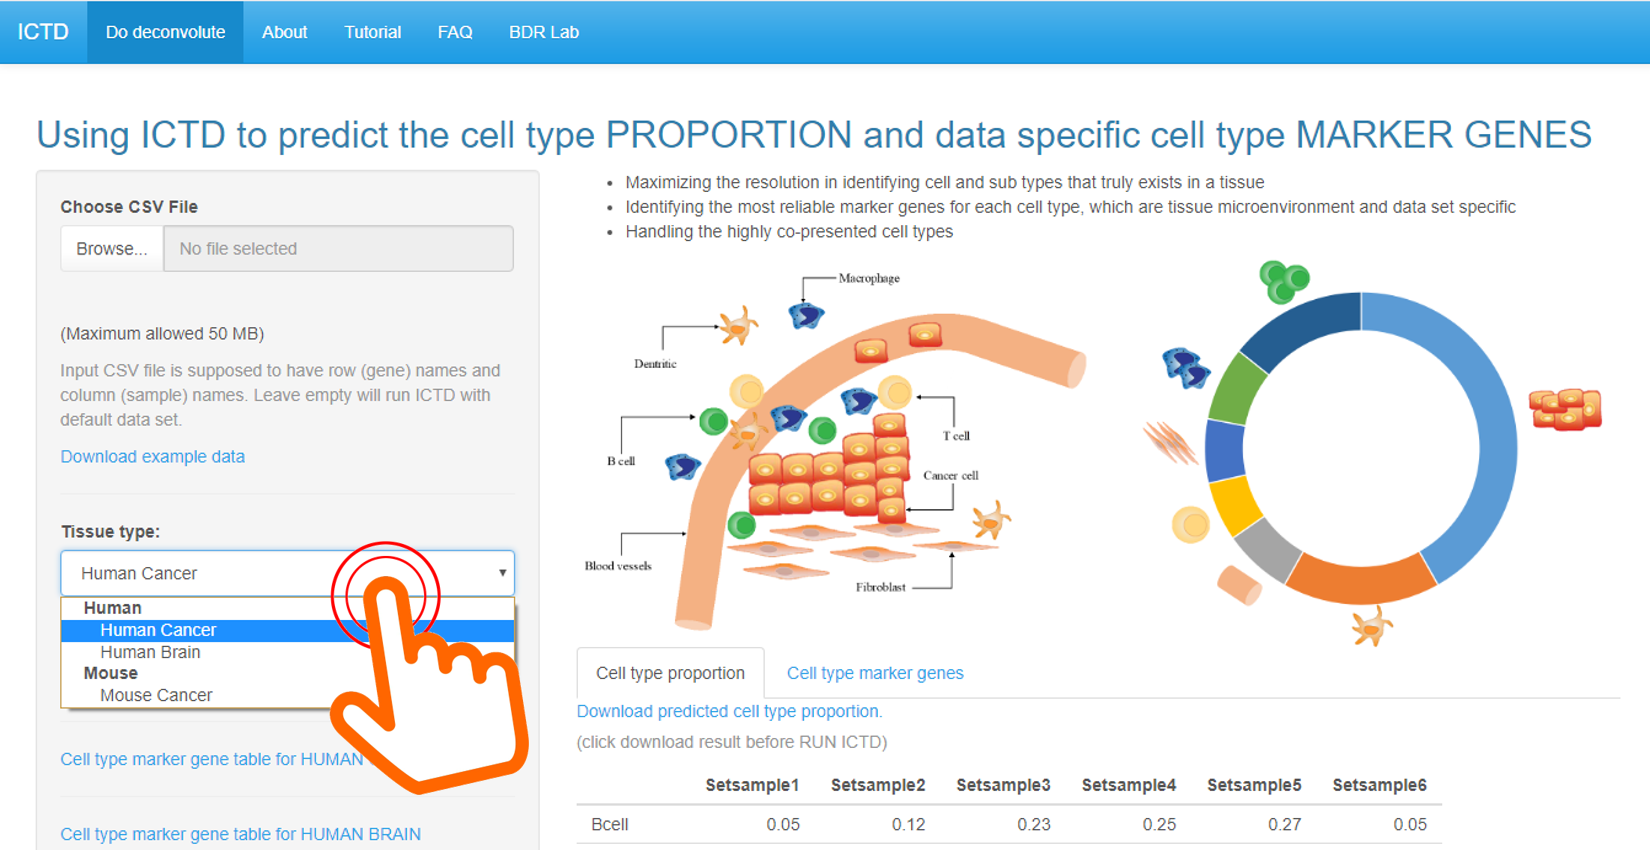 ICTD Do deconvolute About Tutorial FAQ BDR Lab
Using ICTD to predict the cell type PROPORTION and data specific cell type MARKER GENES
Choose CSV File
Browse... No file selected
(Maximum allowed 50 MB)
Input CSV file is supposed to have row (gene) names and
column (sample) names. Leave empty will run ICTD with
default data set.
Download example data
Tissue type:
Human Cancer
Human
Human Cancer
Human Brain
Mouse
Mouse Cancer
Cell type marker gene table for HUMAN
Cell type marker gene table for HUMAN BRAIN
Maximizing the resolution in identifying cell and sub types that truly exists in a tissue
Identifying the most reliable marker genes for each cell type, which are tissue microenvironment and data set specific
Handling the highly co-presented cell types
Macrophage
Dentritic
B cell
T cell
Cancer cell
Blood vessels
Fibroblast
Cell type proportion Cell type marker genes
Download predicted cell type proportion.
(click download result before RUN ICTD)
Setsample1 Setsample2 Setsample3 Setsample4 Setsample5 Setsample6
Bcell 0.05 0.12 0.23 0.25 0.27 0.05